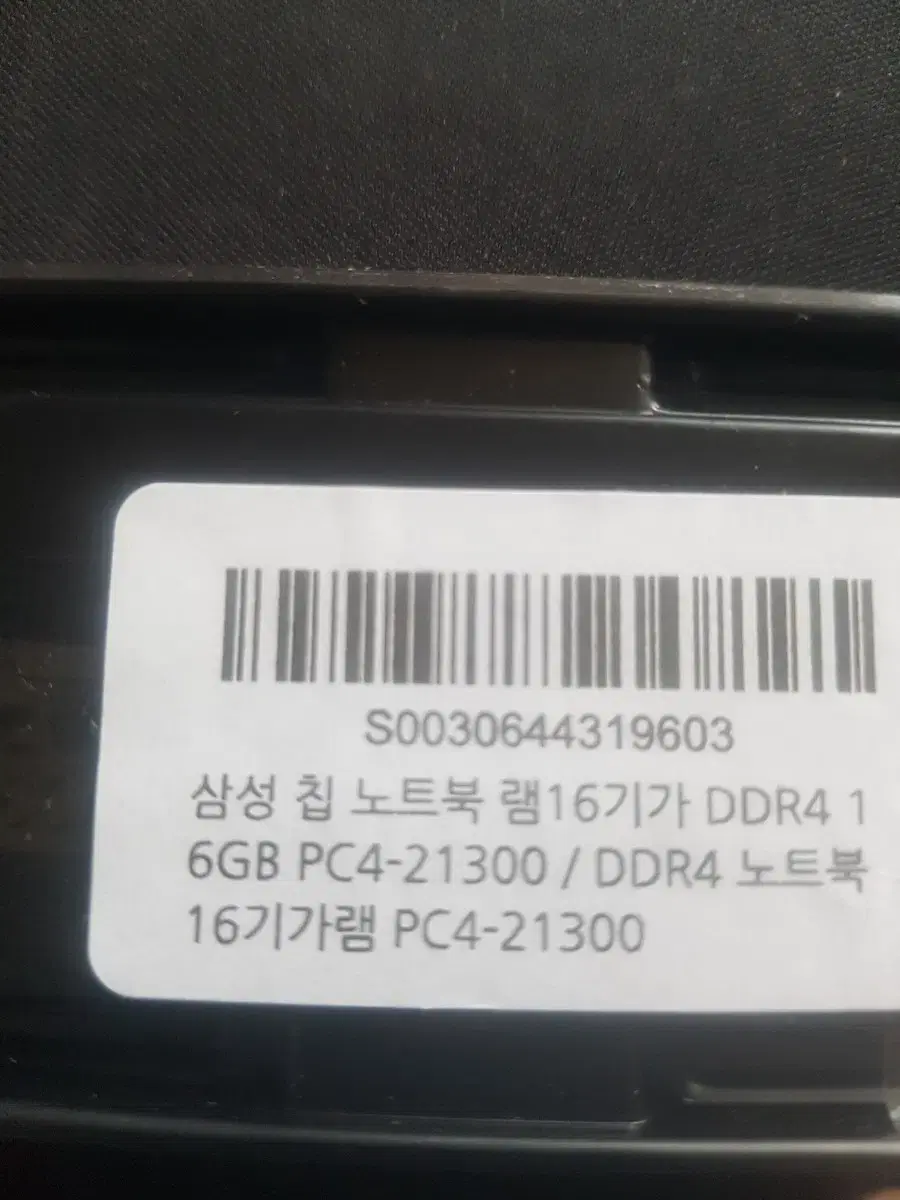 S0030644319603
삼성 칩 노트북 램16기가 DDR4 1
6GB PC4-21300 / DDR4 노트북
16기가램 PC4-21300